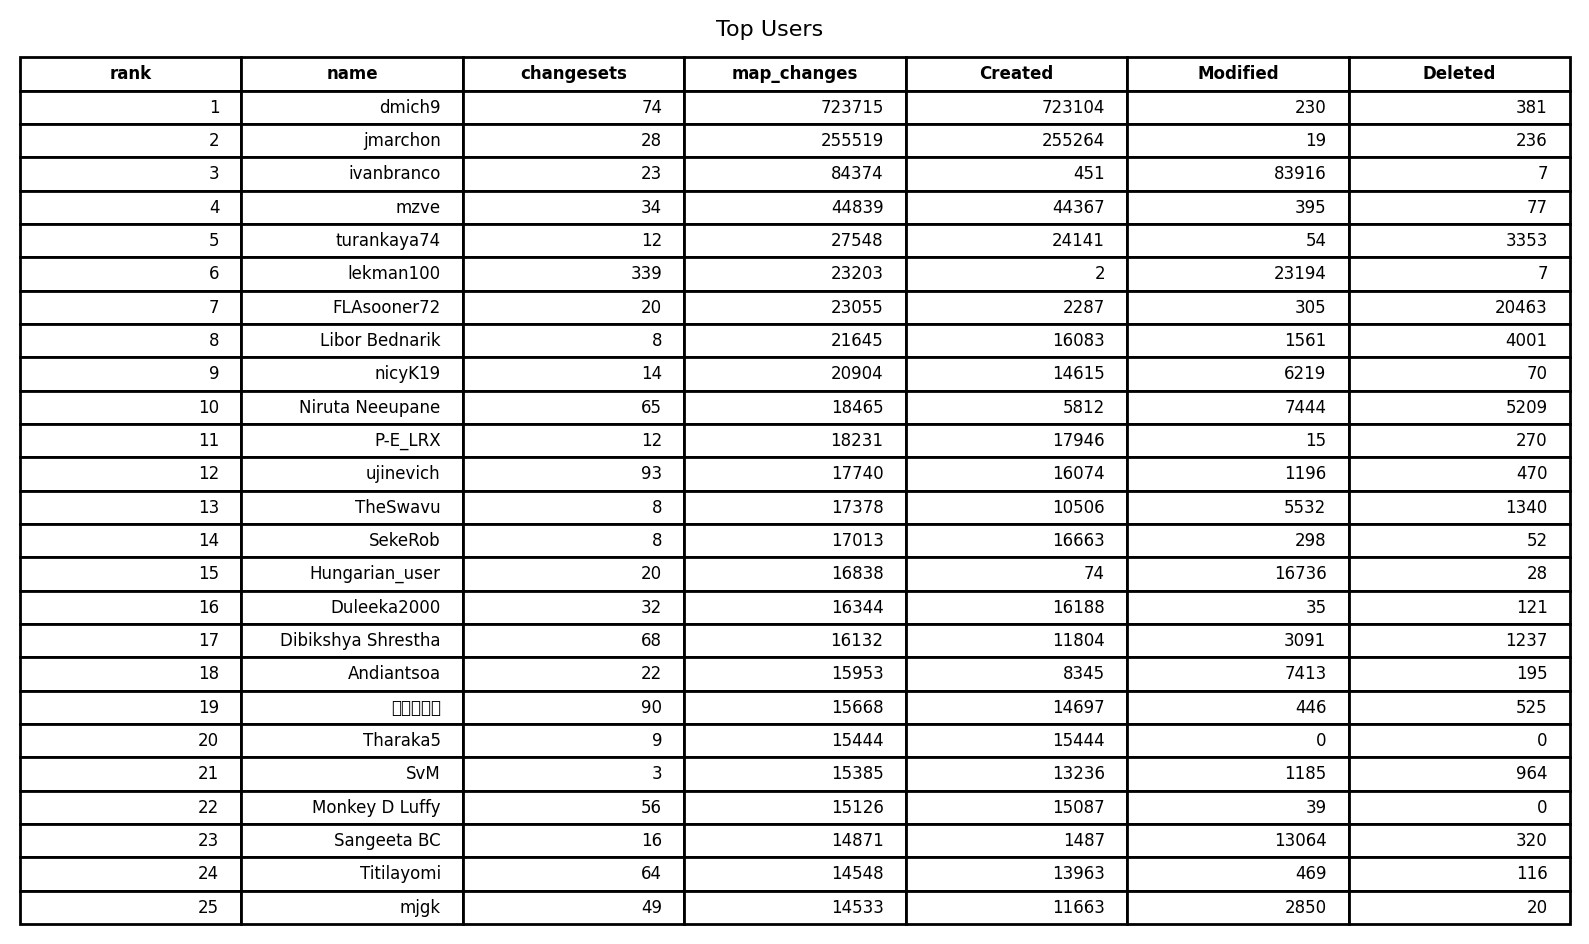 Top Users
rank name changesets map_changes Created Modified Deleted
1 dmich9 74 723715 723104 230 381
2 jmarchon 28 255519 255264 19 236
3 ivanbranco 23 84374 451 83916 7
4 mzve 34 44839 44367 395 77
5 turankaya74 12 27548 24141 54 3353
6 lekman100 339 23203 2 23194 7
7 FLAsooner72 20 23055 2287 305 20463
8 Libor Bednarik 8 21645 16083 1561 4001
9 nicyK19 14 20904 14615 6219 70
10 Niruta Neeupane 65 18465 5812 7444 5209
11 P-E_LRX 12 18231 17946 15 270
12 ujinevich 93 17740 16074 1196 470
13 TheSwavu 8 17378 10506 5532 1340
14 SekeRob 8 17013 16663 298 52
15 Hungarian_user 20 16838 74 16736 28
16 Duleeka2000 32 16344 16188 35 121
17 Dibikshya Shrestha 68 16132 11804 3091 1237
18 Andiantsoa 22 15953 8345 7413 195
19 90 15668 14697 446 525
20 Tharaka5 9 15444 15444 0 0
21 SvM 3 15385 13236 1185 964
22 Monkey D Luffy 56 15126 15087 39 0
23 Sangeeta BC 16 14871 1487 13064 320
24 Titilayomi 64 14548 13963 469 116
25 mjgk 49 14533 11663 2850 20